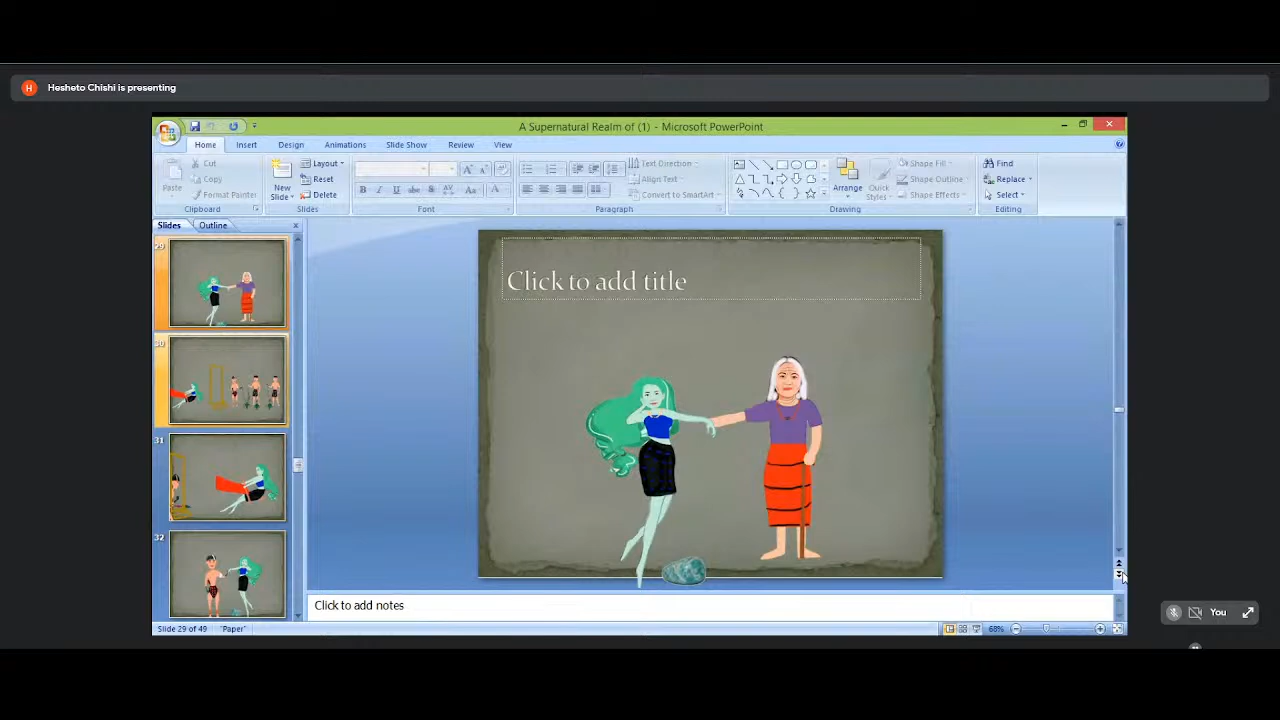 H Hesheto Chishi is presenting
A Supernatural Realm of (1) - Microsoft PowerPoint
Home Insert Design Animations Slide Show Review View
Paste
Cut
Copy
Format Painter
Clipboard
New Slide
Layout
Reset
Delete
Slides
B I U abc S AV Aa A
Font
Text Direction
Align Text
Convert to SmartArt
Paragraph
Arrange
Quick Styles
Shape Fill
Shape Outline
Shape Effects
Drawing
Find
Replace
Select
Editing
Slides Outline
29
30
31
32
Click to add title
Click to add notes
Slide 29 of 49 "Paper" 68%
You